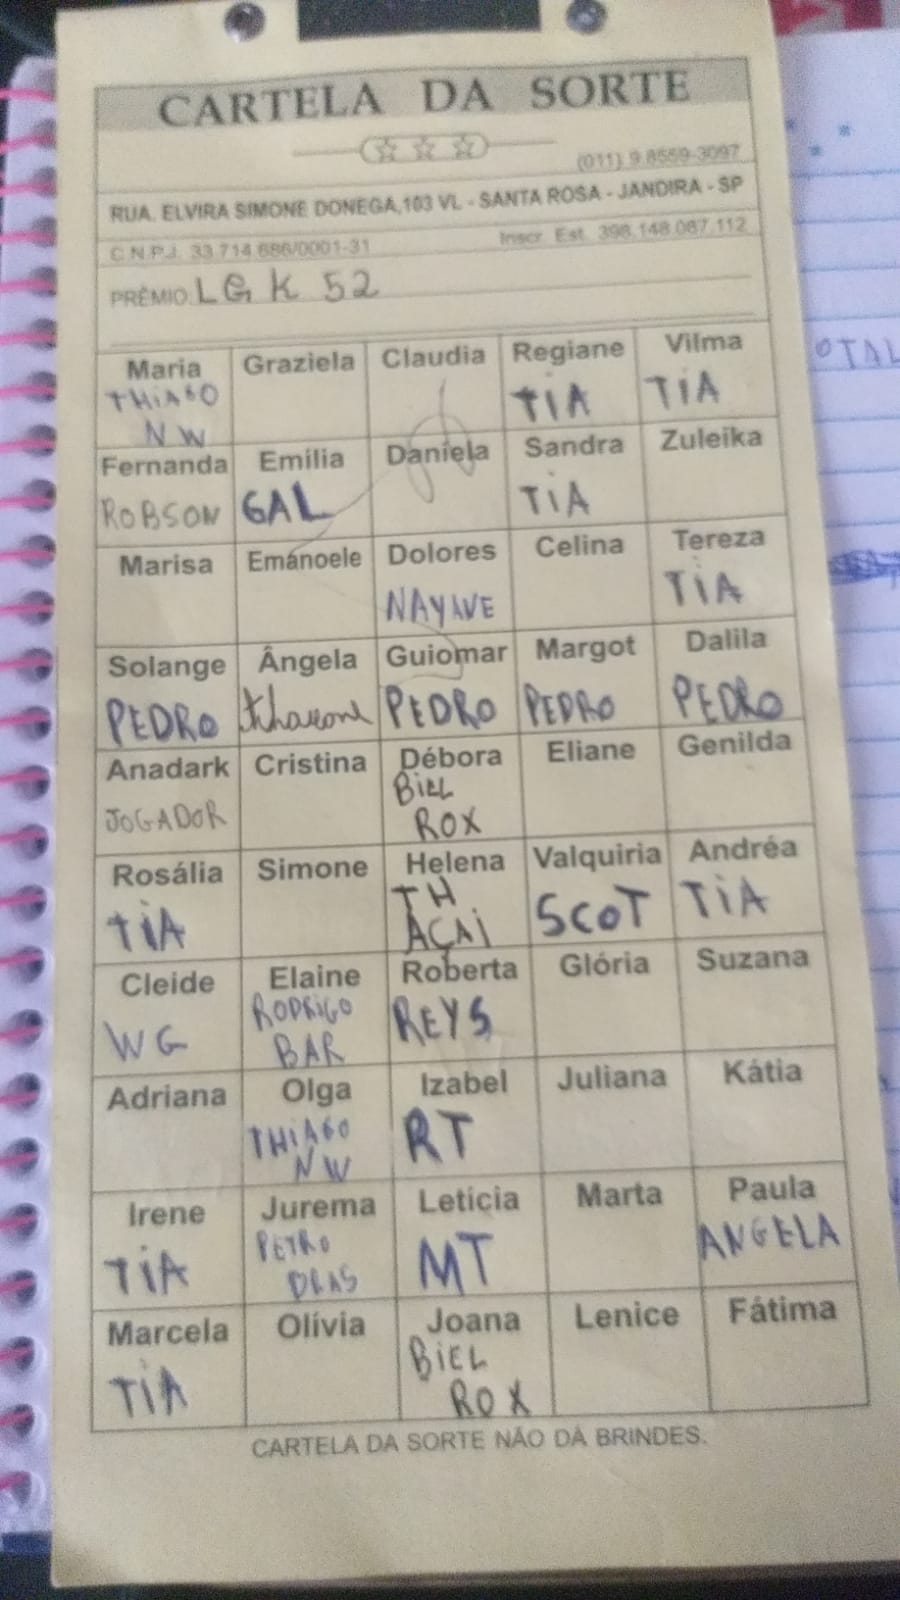 CARTELA DA SORTE
(011) 9.8559-3097
RUA. ELVIRA SIMONE DONEGA,103 VL - SANTA ROSA - JANDIRA - SP
C.N.P.J. 33.714.686/0001-31 Inscr. Est. 398.148.067.112
PRÊMIO: LG K 52
Maria Graziela Claudia Regiane Vilma
THIAGO NW TIA TIA
Fernanda Emilia Daniela Sandra Zuleika
ROBSON GAL TIA
Marisa Emánoele Dolores Celina Tereza
NAYAVE TIA
Solange Ângela Guiomar Margot Dalila
PEDRO PEDRO PEDRO PEDRO
Anadark Cristina Débora Eliane Genilda
JOGADOR BIEL ROX
Rosália Simone Helena Valquiria Andréa
TIA TH AÇAI SCOT TIA
Cleide Elaine Roberta Glória Suzana
WG RODRIGO BAR REYS
Adriana Olga Izabel Juliana Kátia
THIAGO NW RT
Irene Jurema Leticia Marta Paula
TIA PETRO DRAS MT ANGELA
Marcela Olívia Joana Lenice Fátima
TIA BIEL ROX
CARTELA DA SORTE NÃO DÁ BRINDES.
OTAL